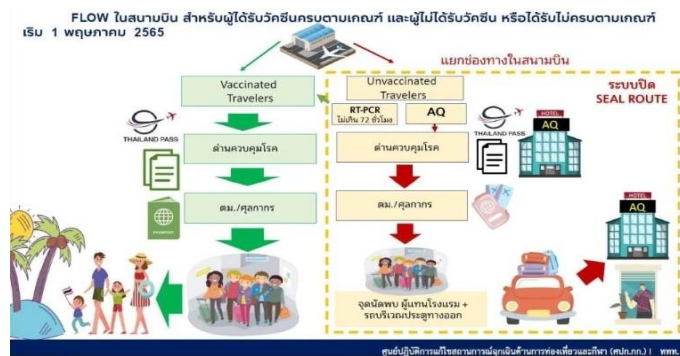 FLOW ในสนามบิน สำหรับผู้ได้รับวัคซีนครบตามเกณฑ์ และผู้ไม่ได้รับวัคซีน หรือได้รับไม่ครบตามเกณฑ์
เริ่ม 1 พฤษภาคม 2565
แยกช่องทางในสนามบิน
Vaccinated
Travelers
Unvaccinated
Travelers
ระบบปิด
SEAL ROUTE
RT-PCR
ไม่เกิน 72 ชั่วโมง
AQ
THAILAND PASS
THAILAND PASS
HOTEL
AQ
ด่านควบคุมโรค
ด่านควบคุมโรค
PASSPORT
ตม./ศุลกากร
ตม./ศุลกากร
HOTEL
AQ
จุดนัดพบ ผู้แทนโรงแรม +
รถบริเวณประตูทางออก
ศูนย์ปฏิบัติการแก้ไขสถานการณ์ฉุกเฉินด้านการท่องเที่ยวและกีฬา (ศปก.กก.) |